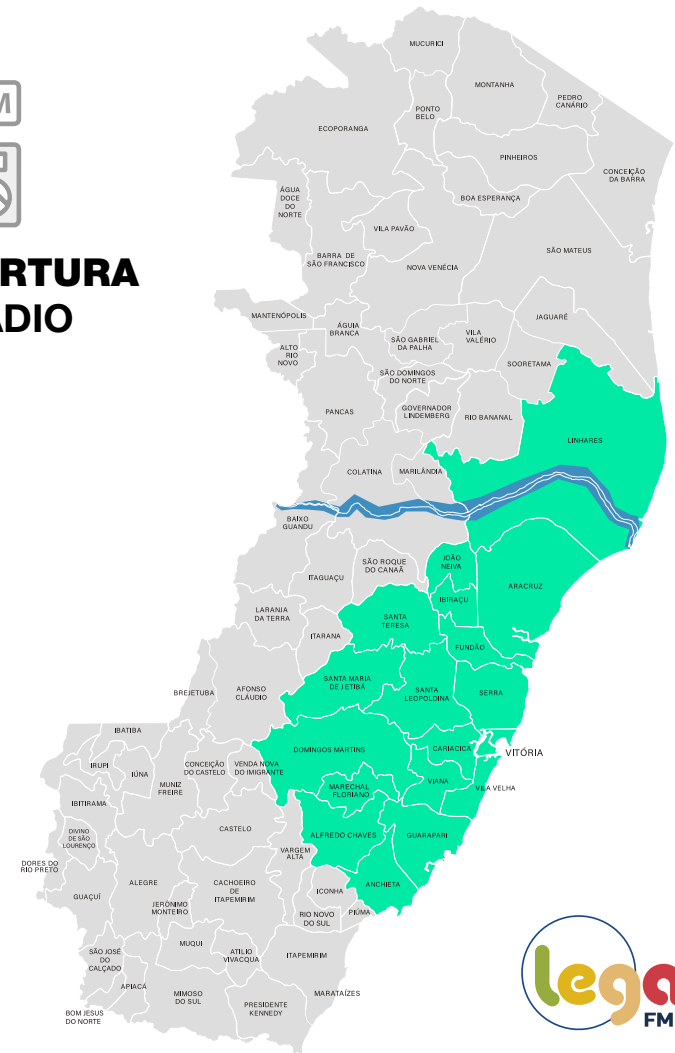 M
RTURA
ADIO
MUCURICI
MONTANHA
PEDRO
CANÁRIO
PONTO
BELO
ECOPORANGA
PINHEIROS
CONCEIÇÃO
DA BARRA
ÁGUA
DOCE
DO
NORTE
BOA ESPERANÇA
VILA PAVÃO
BARRA DE
SÃO FRANCISCO
NOVA VENÉCIA
SÃO MATEUS
MANTENÓPOLIS
ÁGUIA
BRANCA
JAGUARÉ
ALTO
RIO
NOVO
SÃO GABRIEL
DA PALHA
VILA
VALÉRIO
SOORETAMA
SÃO DOMINGOS
DO NORTE
PANCAS
GOVERNADOR
LINDEMBERG
RIO BANANAL
LINHARES
COLATINA
MARILÂNDIA
BAIXO
GUANDU
SÃO ROQUE
DO CANAÃ
JOÃO
NEIVA
ITAGUAÇU
ARACRUZ
IBIRAÇU
LARANJA
DA TERRA
SANTA
TERESA
ITARANA
FUNDÃO
SANTA MARIA
DE JETIBÁ
BREJETUBA
AFONSO
CLÁUDIO
SANTA
LEOPOLDINA
SERRA
IBATIBA
DOMINGOS MARTINS
CARIACICA
VITÓRIA
IRUPI
IÚNA
CONCEIÇÃO
DO CASTELO
VENDA NOVA
DO IMIGRANTE
MUNIZ
FREIRE
MARECHAL
FLORIANO
VIANA
VILA VELHA
IBITIRAMA
CASTELO
ALFREDO CHAVES
GUARAPARI
DIVINO
DE SÃO
LOURENÇO
VARGEM
ALTA
DORES DO
RIO PRETO
ALEGRE
CACHOEIRO
DE
ITAPEMIRIM
ICONHA
ANCHIETA
GUAÇUÍ
JERÔNIMO
MONTEIRO
RIO NOVO
DO SUL
PIÚMA
SÃO JOSÉ
DO
CALÇADO
MUQUI
ATILIO
VIVACQUA
ITAPEMIRIM
APIACÁ
MIMOSO
DO SUL
PRESIDENTE
KENNEDY
MARATAÍZES
BOM JESUS
DO NORTE
lega
FM